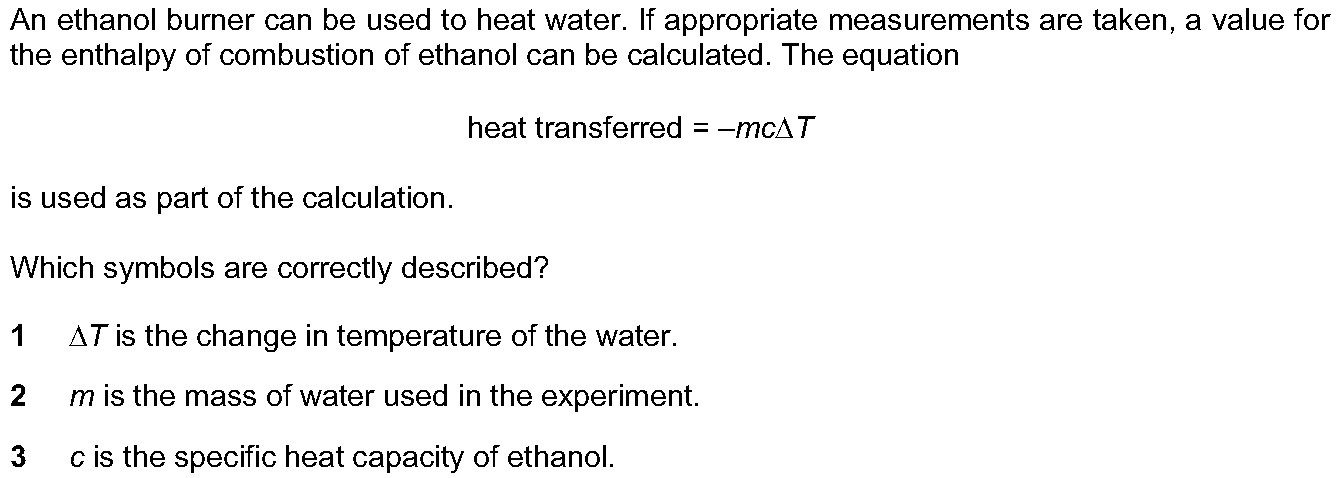 An ethanol burner can be used to heat water. If appropriate measurements are taken, a value for
the enthalpy of combustion of ethanol can be calculated. The equation
heat transferred = –mcΔT
is used as part of the calculation.
Which symbols are correctly described?
1 ΔT is the change in temperature of the water.
2 m is the mass of water used in the experiment.
3 c is the specific heat capacity of ethanol.